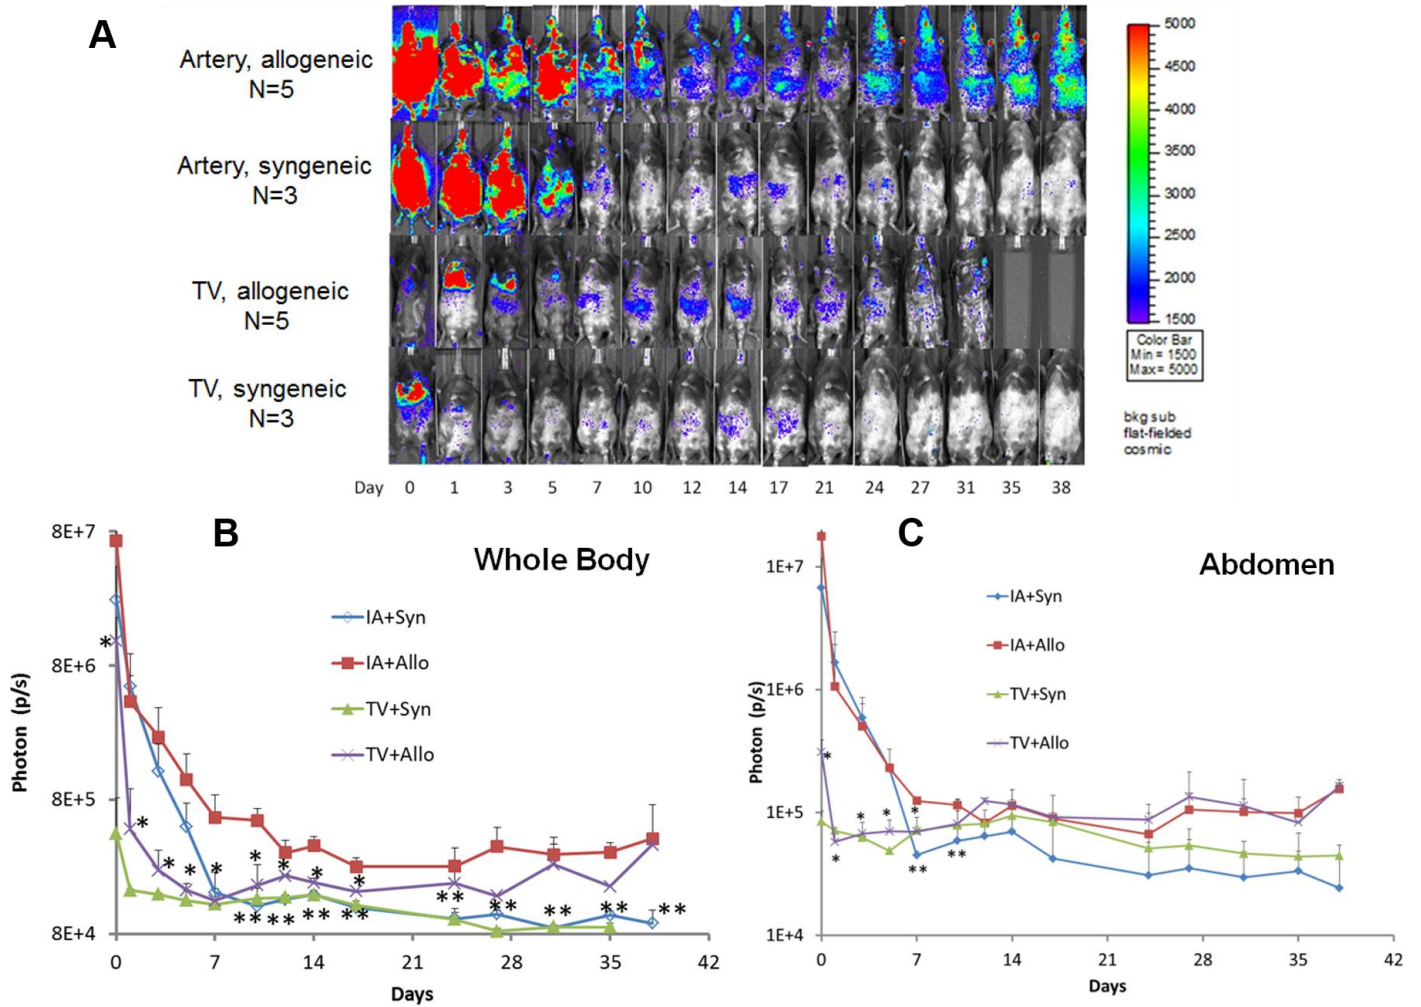 A
Artery, allogeneic
N=5
Artery, syngeneic
N=3
TV, allogeneic
N=5
TV, syngeneic
N=3
Day 0 1 3 5 7 10 12 14 17 21 24 27 31 35 38
5000
4500
4000
3500
3000
2500
2000
1500
Color Bar
Min = 1500
Max = 5000
bkg sub
flat-fielded
cosmic
B
Whole Body
8E+7
8E+6
8E+5
8E+4
Photon (p/s)
IA+Syn
IA+Allo
TV+Syn
TV+Allo
* * * * * * * * *
** ** ** ** ** ** ** ** **
0 7 14 21 28 35 42
Days
C
Abdomen
1E+7
1E+6
1E+5
1E+4
Photon (p/s)
IA+Syn
IA+Allo
TV+Syn
TV+Allo
* * * * *
** **
0 7 14 21 28 35 42
Days